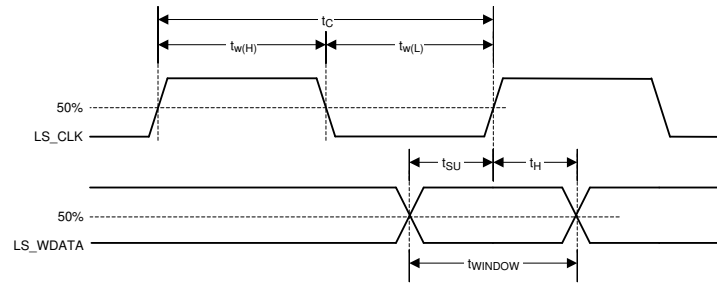 tC
tw(H)
tw(L)
50%
LS_CLK
tSU
tH
50%
LS_WDATA
tWINDOW